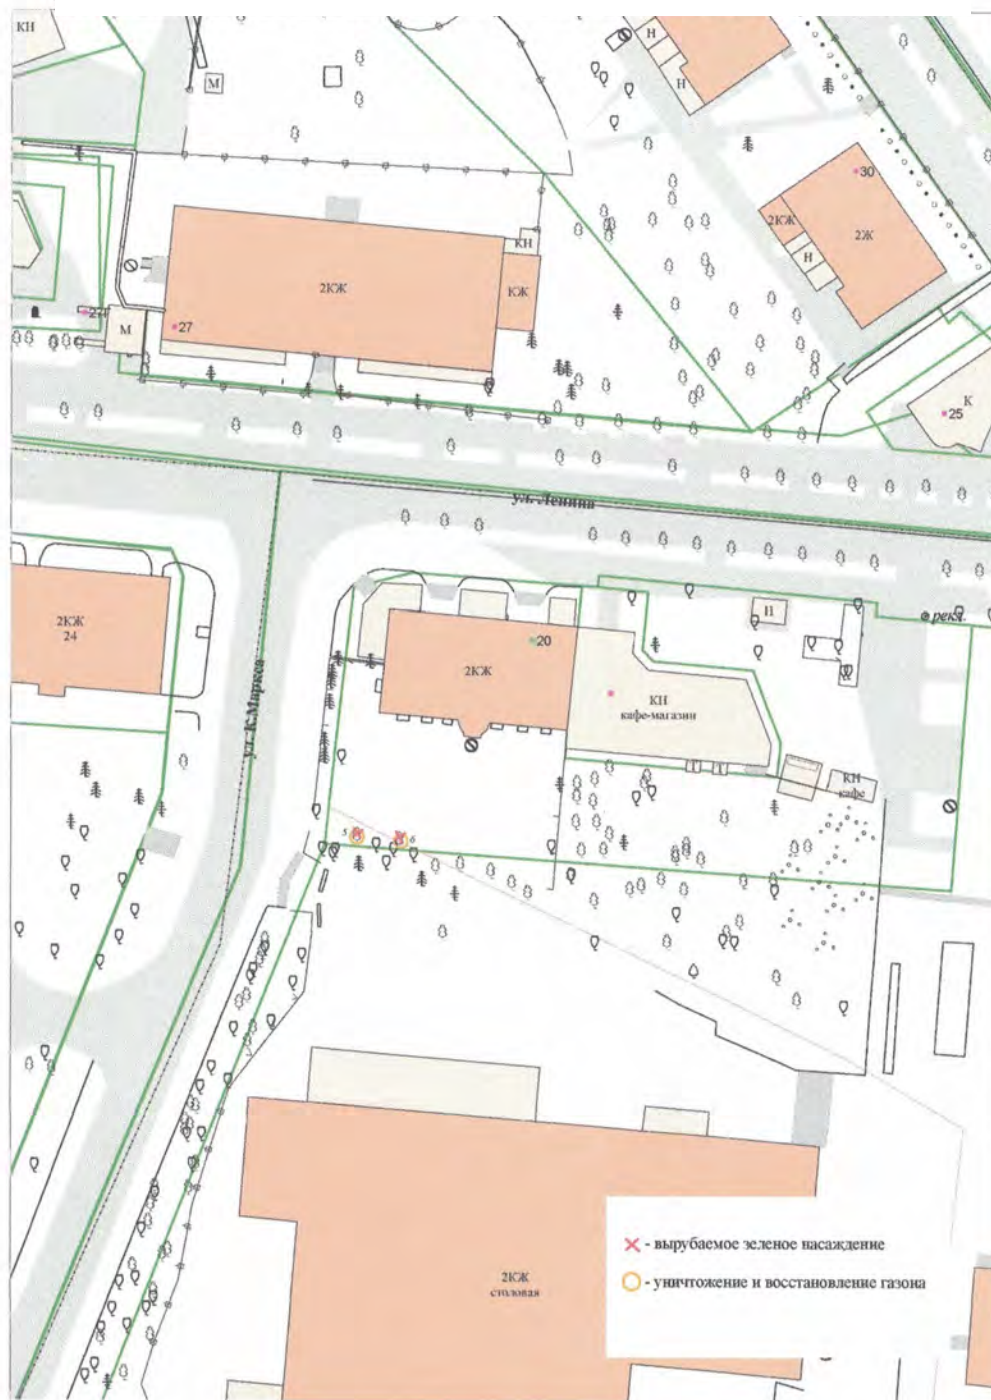 КН
Н
М
Н
30
2КЖ
2Ж
КН
Н
2КЖ
КЖ
27
М
27
К
25
ул. Ленина
2КЖ
24
П
рекл.
20
2КЖ
ул. К.Маркса
КН
кафе-магазин
Т
Т
КН
кафе
5
6
2КЖ
столовая
- вырубаемое зеленое насаждение
- уничтожение и восстановление газона